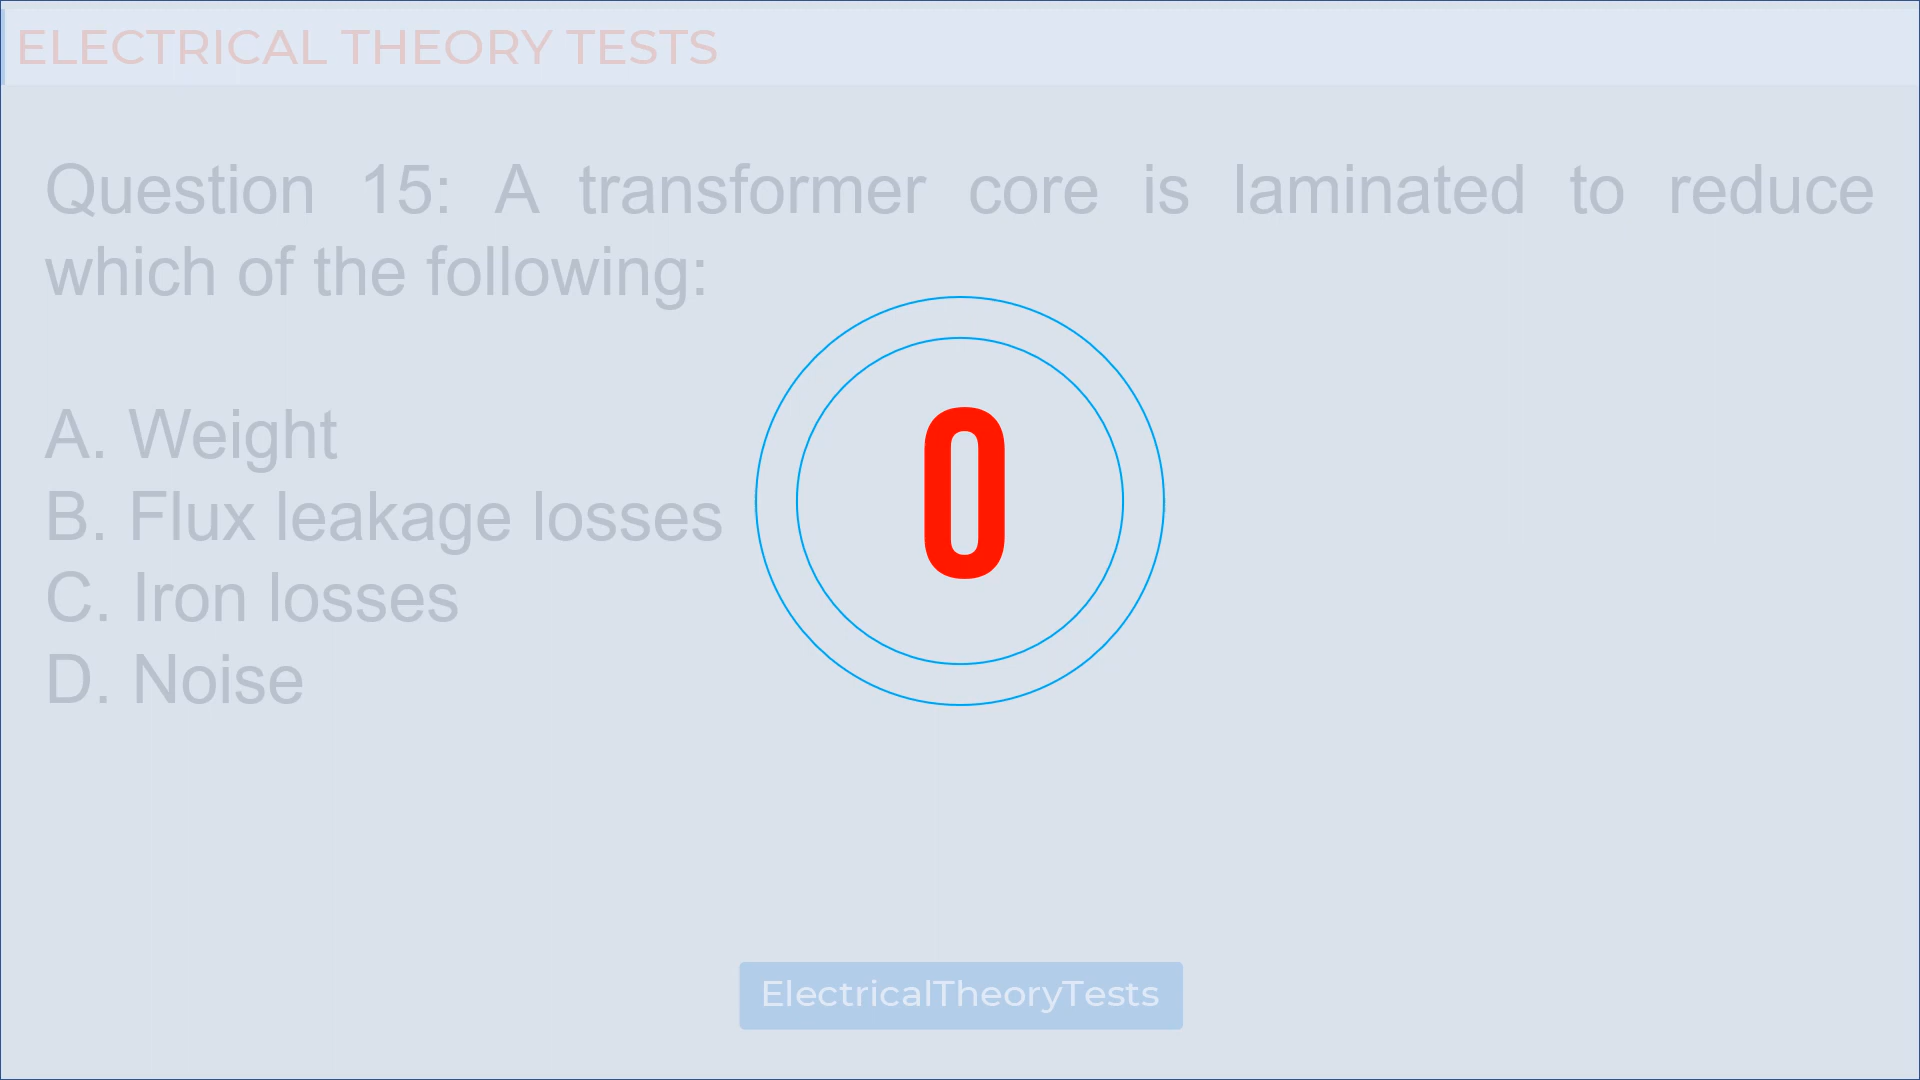 ELECTRICAL THEORY TESTS
Question 15: A transformer core is laminated to reduce
which of the following:
A. Weight
B. Flux leakage losses
C. Iron losses
D. Noise
0
ElectricalTheoryTests